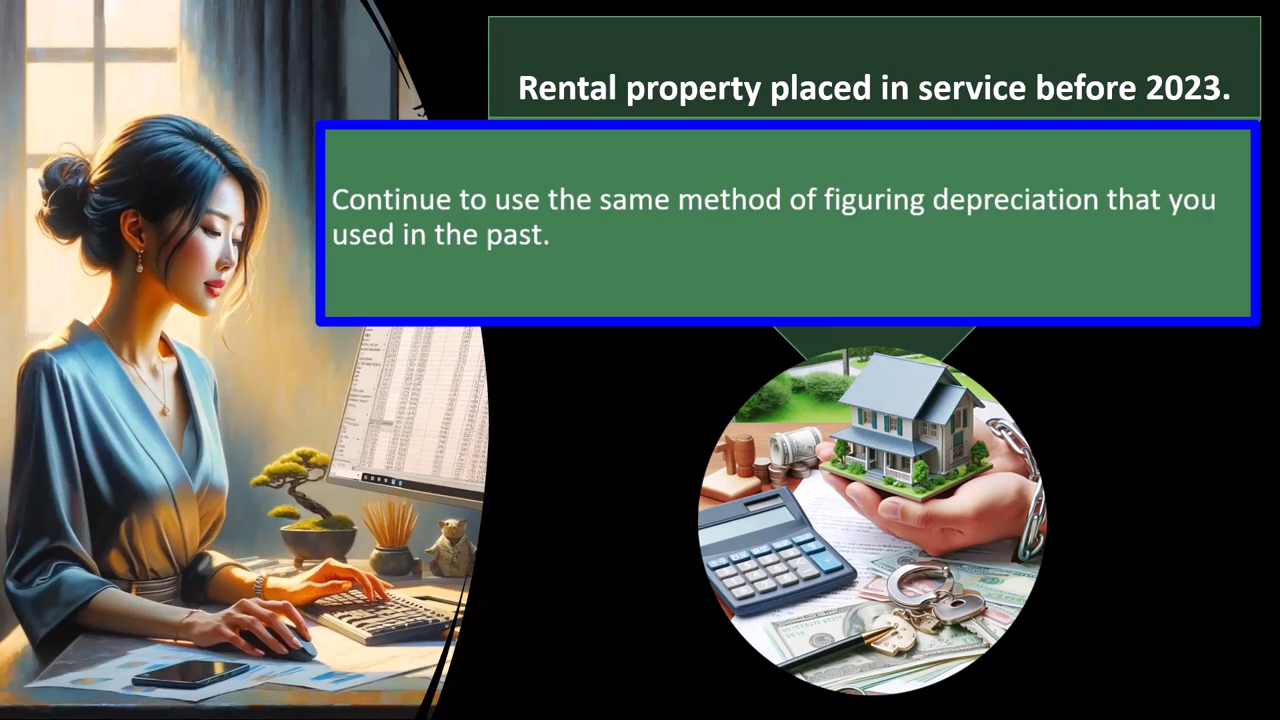 Rental property placed in service before 2023.
Continue to use the same method of figuring depreciation that you
used in the past.